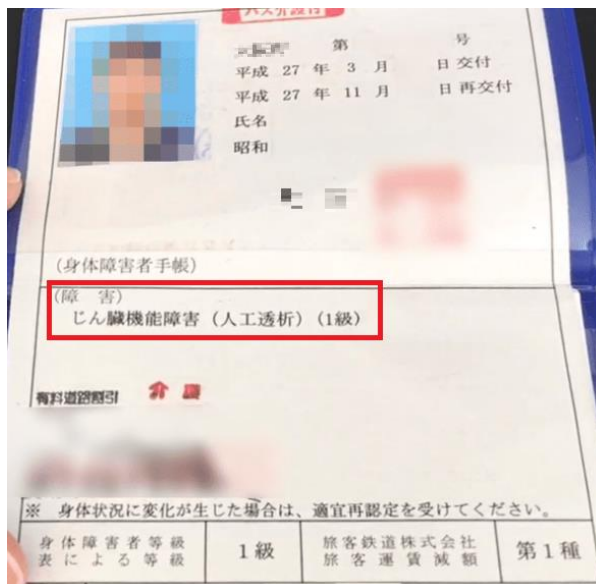 バス介護付
第 号
平成 27 年 3 月 日 交付
平成 27 年 11 月 日 再交付
氏名
昭和
(身体障害者手帳)
(障 害)
じん臓機能障害 (人工透析) (1級)
有料道路割引 介 護
※ 身体状況に変化が生じた場合は、適宜再認定を受けてください。
身体障害者等級表による等級 1級 旅客鉄道株式会社旅客運賃減額 第1種